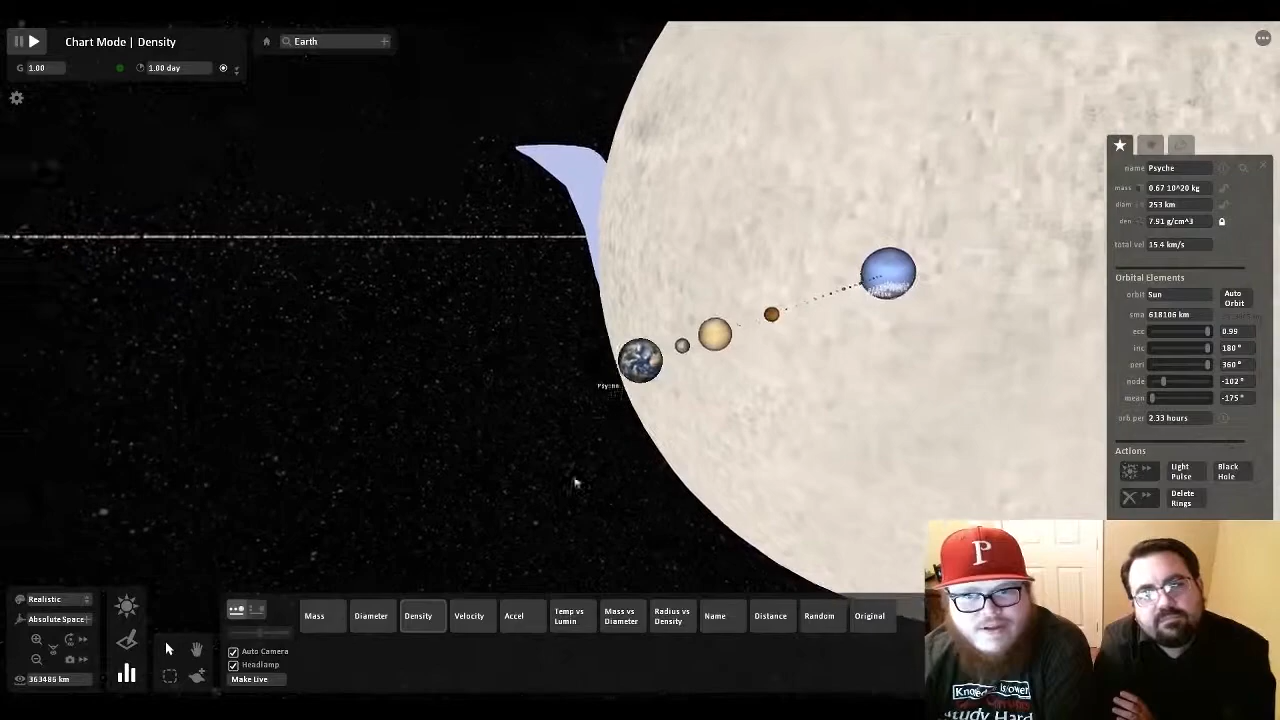 Chart Mode | Density
Earth
G 1.00
1.00 day
name Psyche
mass 0.67 10^20 kg
diam 253 km
den 7.91 g/cm^3
total vel 15.4 km/s
Orbital Elements
orbit Sun
Auto Orbit
sma 618106 km
ecc 0.99
inc 180°
peri 360°
node -102°
mean -175°
orb per 2.33 hours
Actions
Light Pulse
Black Hole
Delete Rings
Psyche
P
Realistic
Absolute Space
363486 km
Mass
Diameter
Density
Velocity
Accel
Temp vs Lumin
Mass vs Diameter
Radius vs Density
Name
Distance
Random
Original
Auto Camera
Headlamp
Make Live
Study Hard